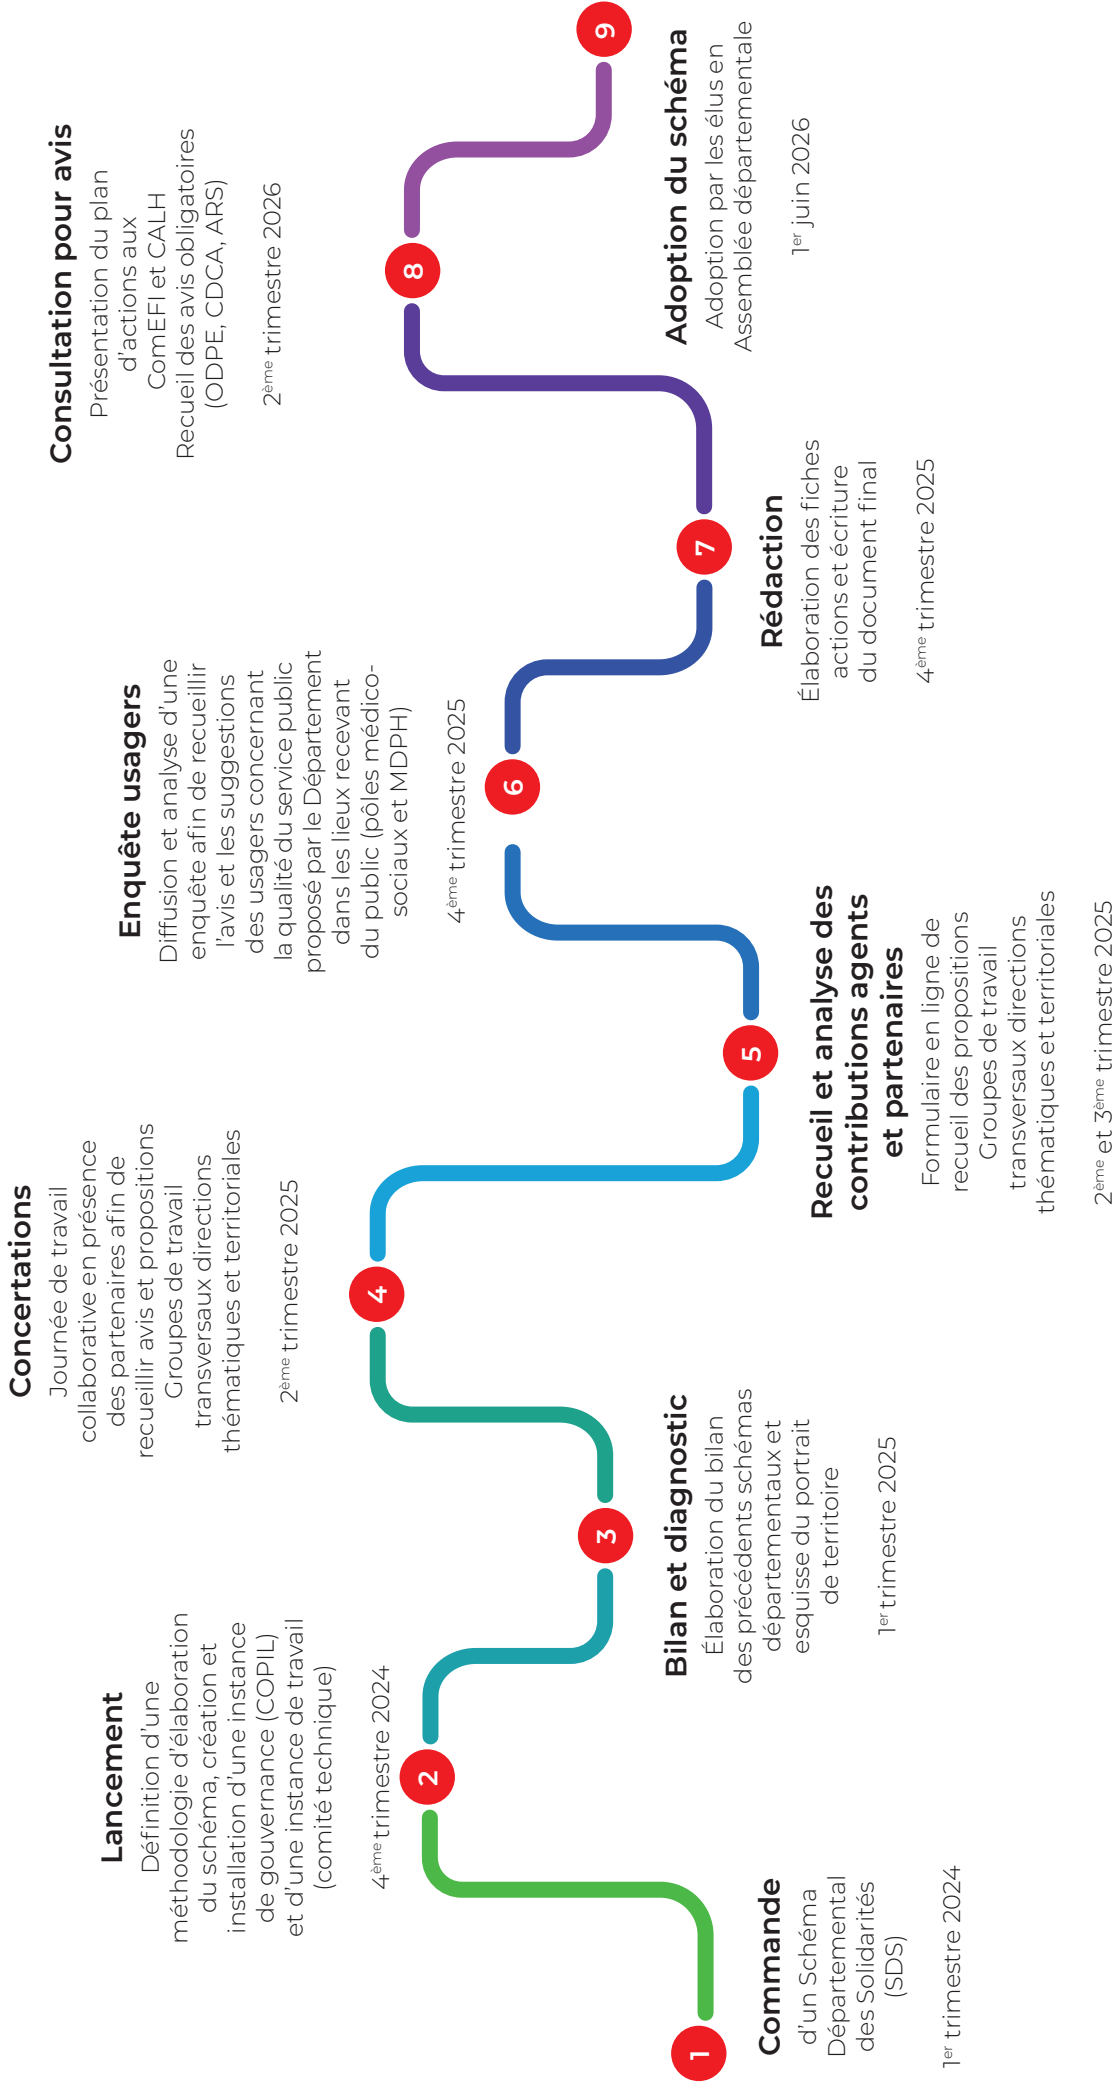 1
Commande
d'un Schéma
Départemental
des Solidarités
(SDS)
1er trimestre 2024
2
Lancement
Définition d'une
méthodologie d'élaboration
du schéma, création et
installation d'une instance
de gouvernance (COPIL)
et d'une instance de travail
(comité technique)
4ème trimestre 2024
3
Bilan et diagnostic
Élaboration du bilan
des précédents schémas
départementaux et
esquisse du portrait
de territoire
1er trimestre 2025
4
Concertations
Journée de travail
collaborative en présence
des partenaires afin de
recueillir avis et propositions
Groupes de travail
transversaux directions
thématiques et territoriales
2ème trimestre 2025
5
Recueil et analyse des
contributions agents
et partenaires
Formulaire en ligne de
recueil des propositions
Groupes de travail
transversaux directions
thématiques et territoriales
2ème et 3ème trimestre 2025
6
Enquête usagers
Diffusion et analyse d'une
enquête afin de recueillir
l'avis et les suggestions
des usagers concernant
la qualité du service public
proposé par le Département
dans les lieux recevant
du public (pôles médico-
sociaux et MDPH)
4ème trimestre 2025
7
Rédaction
Élaboration des fiches
actions et écriture
du document final
4ème trimestre 2025
8
Consultation pour avis
Présentation du plan
d'actions aux
ComEFI et CALH
Recueil des avis obligatoires
(ODPE, CDCA, ARS)
2ème trimestre 2026
9
Adoption du schéma
Adoption par les élus en
Assemblée départementale
1er juin 2026